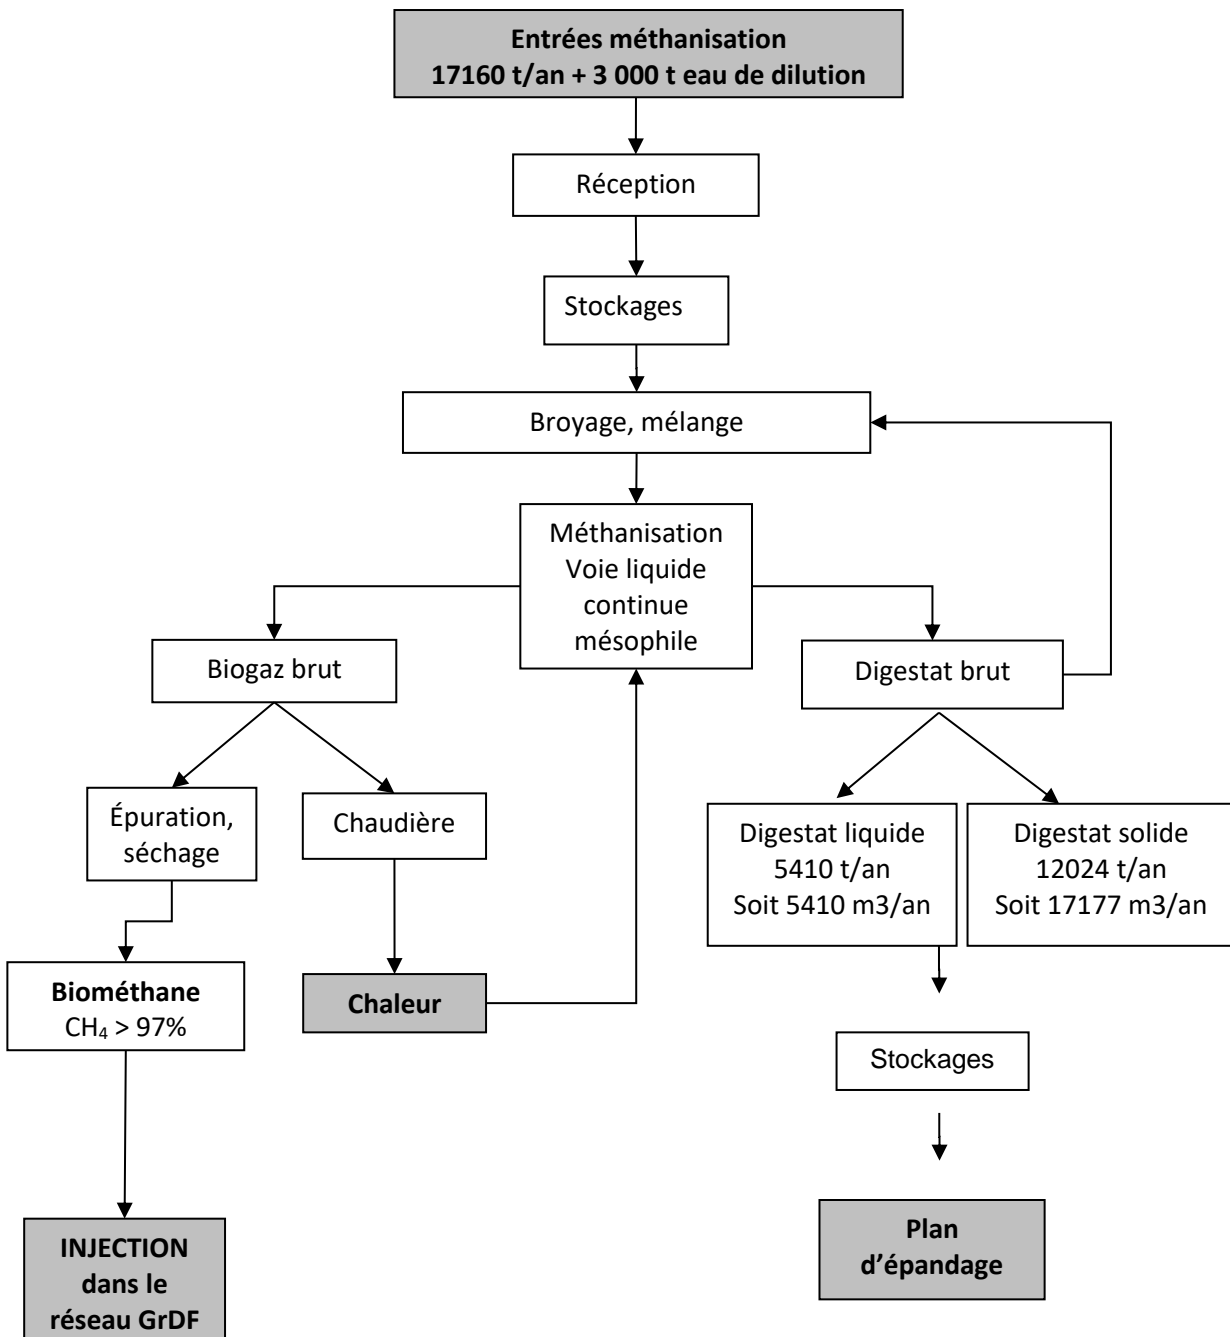 Entrées méthanisation
17160 t/an + 3 000 t eau de dilution
Réception
Stockages
Broyage, mélange
Méthanisation
Voie liquide
continue
mésophile
Biogaz brut
Digestat brut
Épuration,
séchage
Chaudière
Digestat liquide
5410 t/an
Soit 5410 m3/an
Digestat solide
12024 t/an
Soit 17177 m3/an
Biométhane
CH₄ > 97%
Chaleur
Stockages
INJECTION
dans le
réseau GrDF
Plan
d’épandage